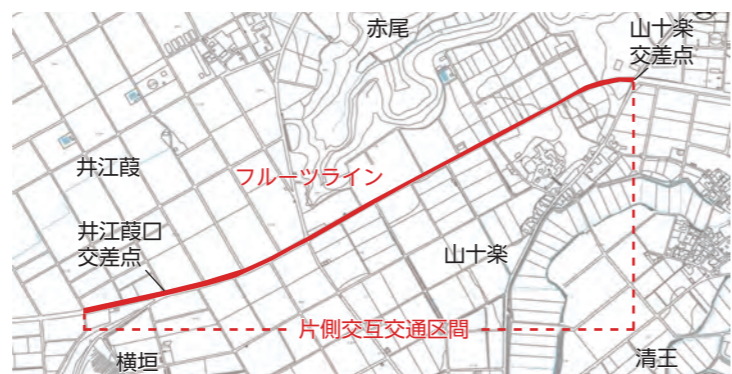 赤尾
山十楽
交差点
井江葭
フルーツライン
井江葭口
交差点
山十楽
片側交互交通区間
横垣
清王